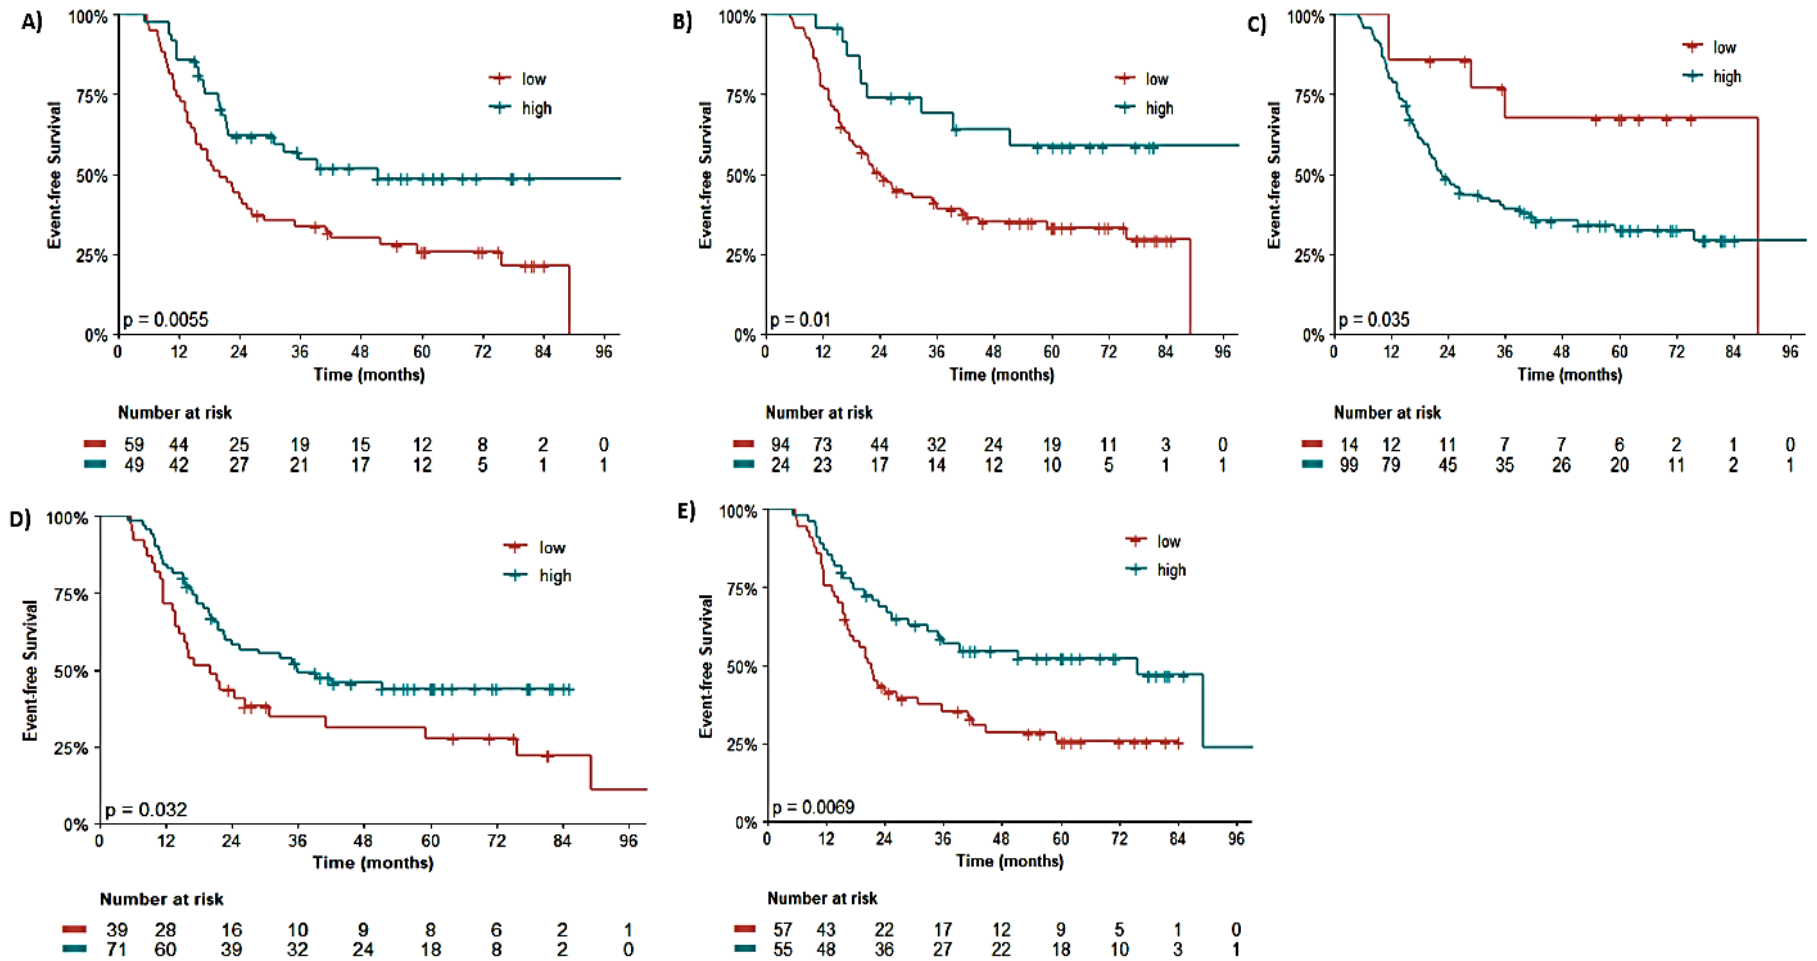 A)
100%
75%
50%
25%
0%
Event-free Survival
low
high
p = 0.0055
0 12 24 36 48 60 72 84 96
Time (months)
Number at risk
59 44 25 19 15 12 8 2 0
49 42 27 21 17 12 5 1 1
B)
100%
75%
50%
25%
0%
Event-free Survival
low
high
p = 0.01
0 12 24 36 48 60 72 84 96
Time (months)
Number at risk
94 73 44 32 24 19 11 3 0
24 23 17 14 12 10 5 1 1
C)
100%
75%
50%
25%
0%
Event-free Survival
low
high
p = 0.035
0 12 24 36 48 60 72 84 96
Time (months)
Number at risk
14 12 11 7 7 6 2 1 0
99 79 45 35 26 20 11 2 1
D)
100%
75%
50%
25%
0%
Event-free Survival
low
high
p = 0.032
0 12 24 36 48 60 72 84 96
Time (months)
Number at risk
39 28 16 10 9 8 6 2 1
71 60 39 32 24 18 8 2 0
E)
100%
75%
50%
25%
0%
Event-free Survival
low
high
p = 0.0069
0 12 24 36 48 60 72 84 96
Time (months)
Number at risk
57 43 22 17 12 9 5 1 0
55 48 36 27 22 18 10 3 1